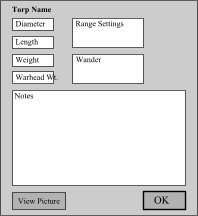 Torp Name
Diameter
Range Settings
Length
Weight
Wander
Warhead Wt.
Notes
View Picture
OK